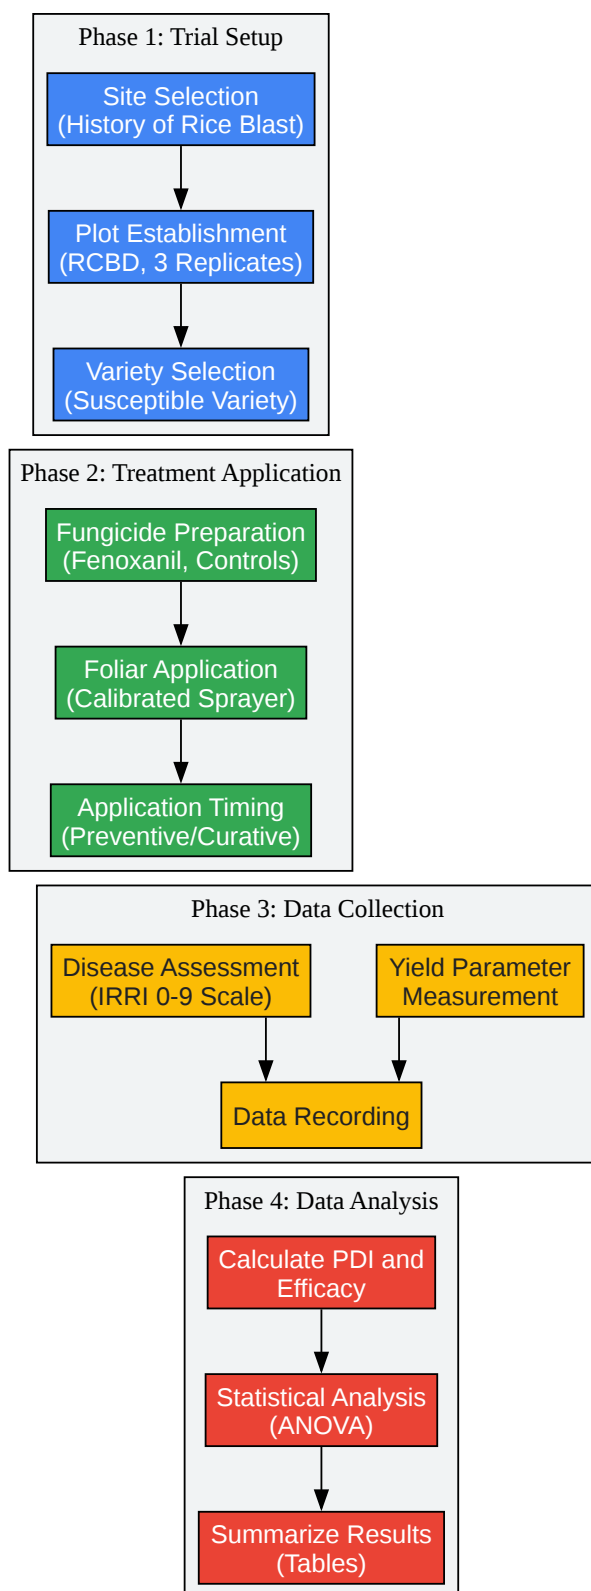 Phase 1: Trial Setup
Site Selection
(History of Rice Blast)
Plot Establishment
(RCBD, 3 Replicates)
Variety Selection
(Susceptible Variety)
Phase 2: Treatment Application
Fungicide Preparation
(Fenoxanil, Controls)
Foliar Application
(Calibrated Sprayer)
Application Timing
(Preventive/Curative)
Phase 3: Data Collection
Disease Assessment
(IRRI 0-9 Scale)
Yield Parameter
Measurement
Data Recording
Phase 4: Data Analysis
Calculate PDI and
Efficacy
Statistical Analysis
(ANOVA)
Summarize Results
(Tables)